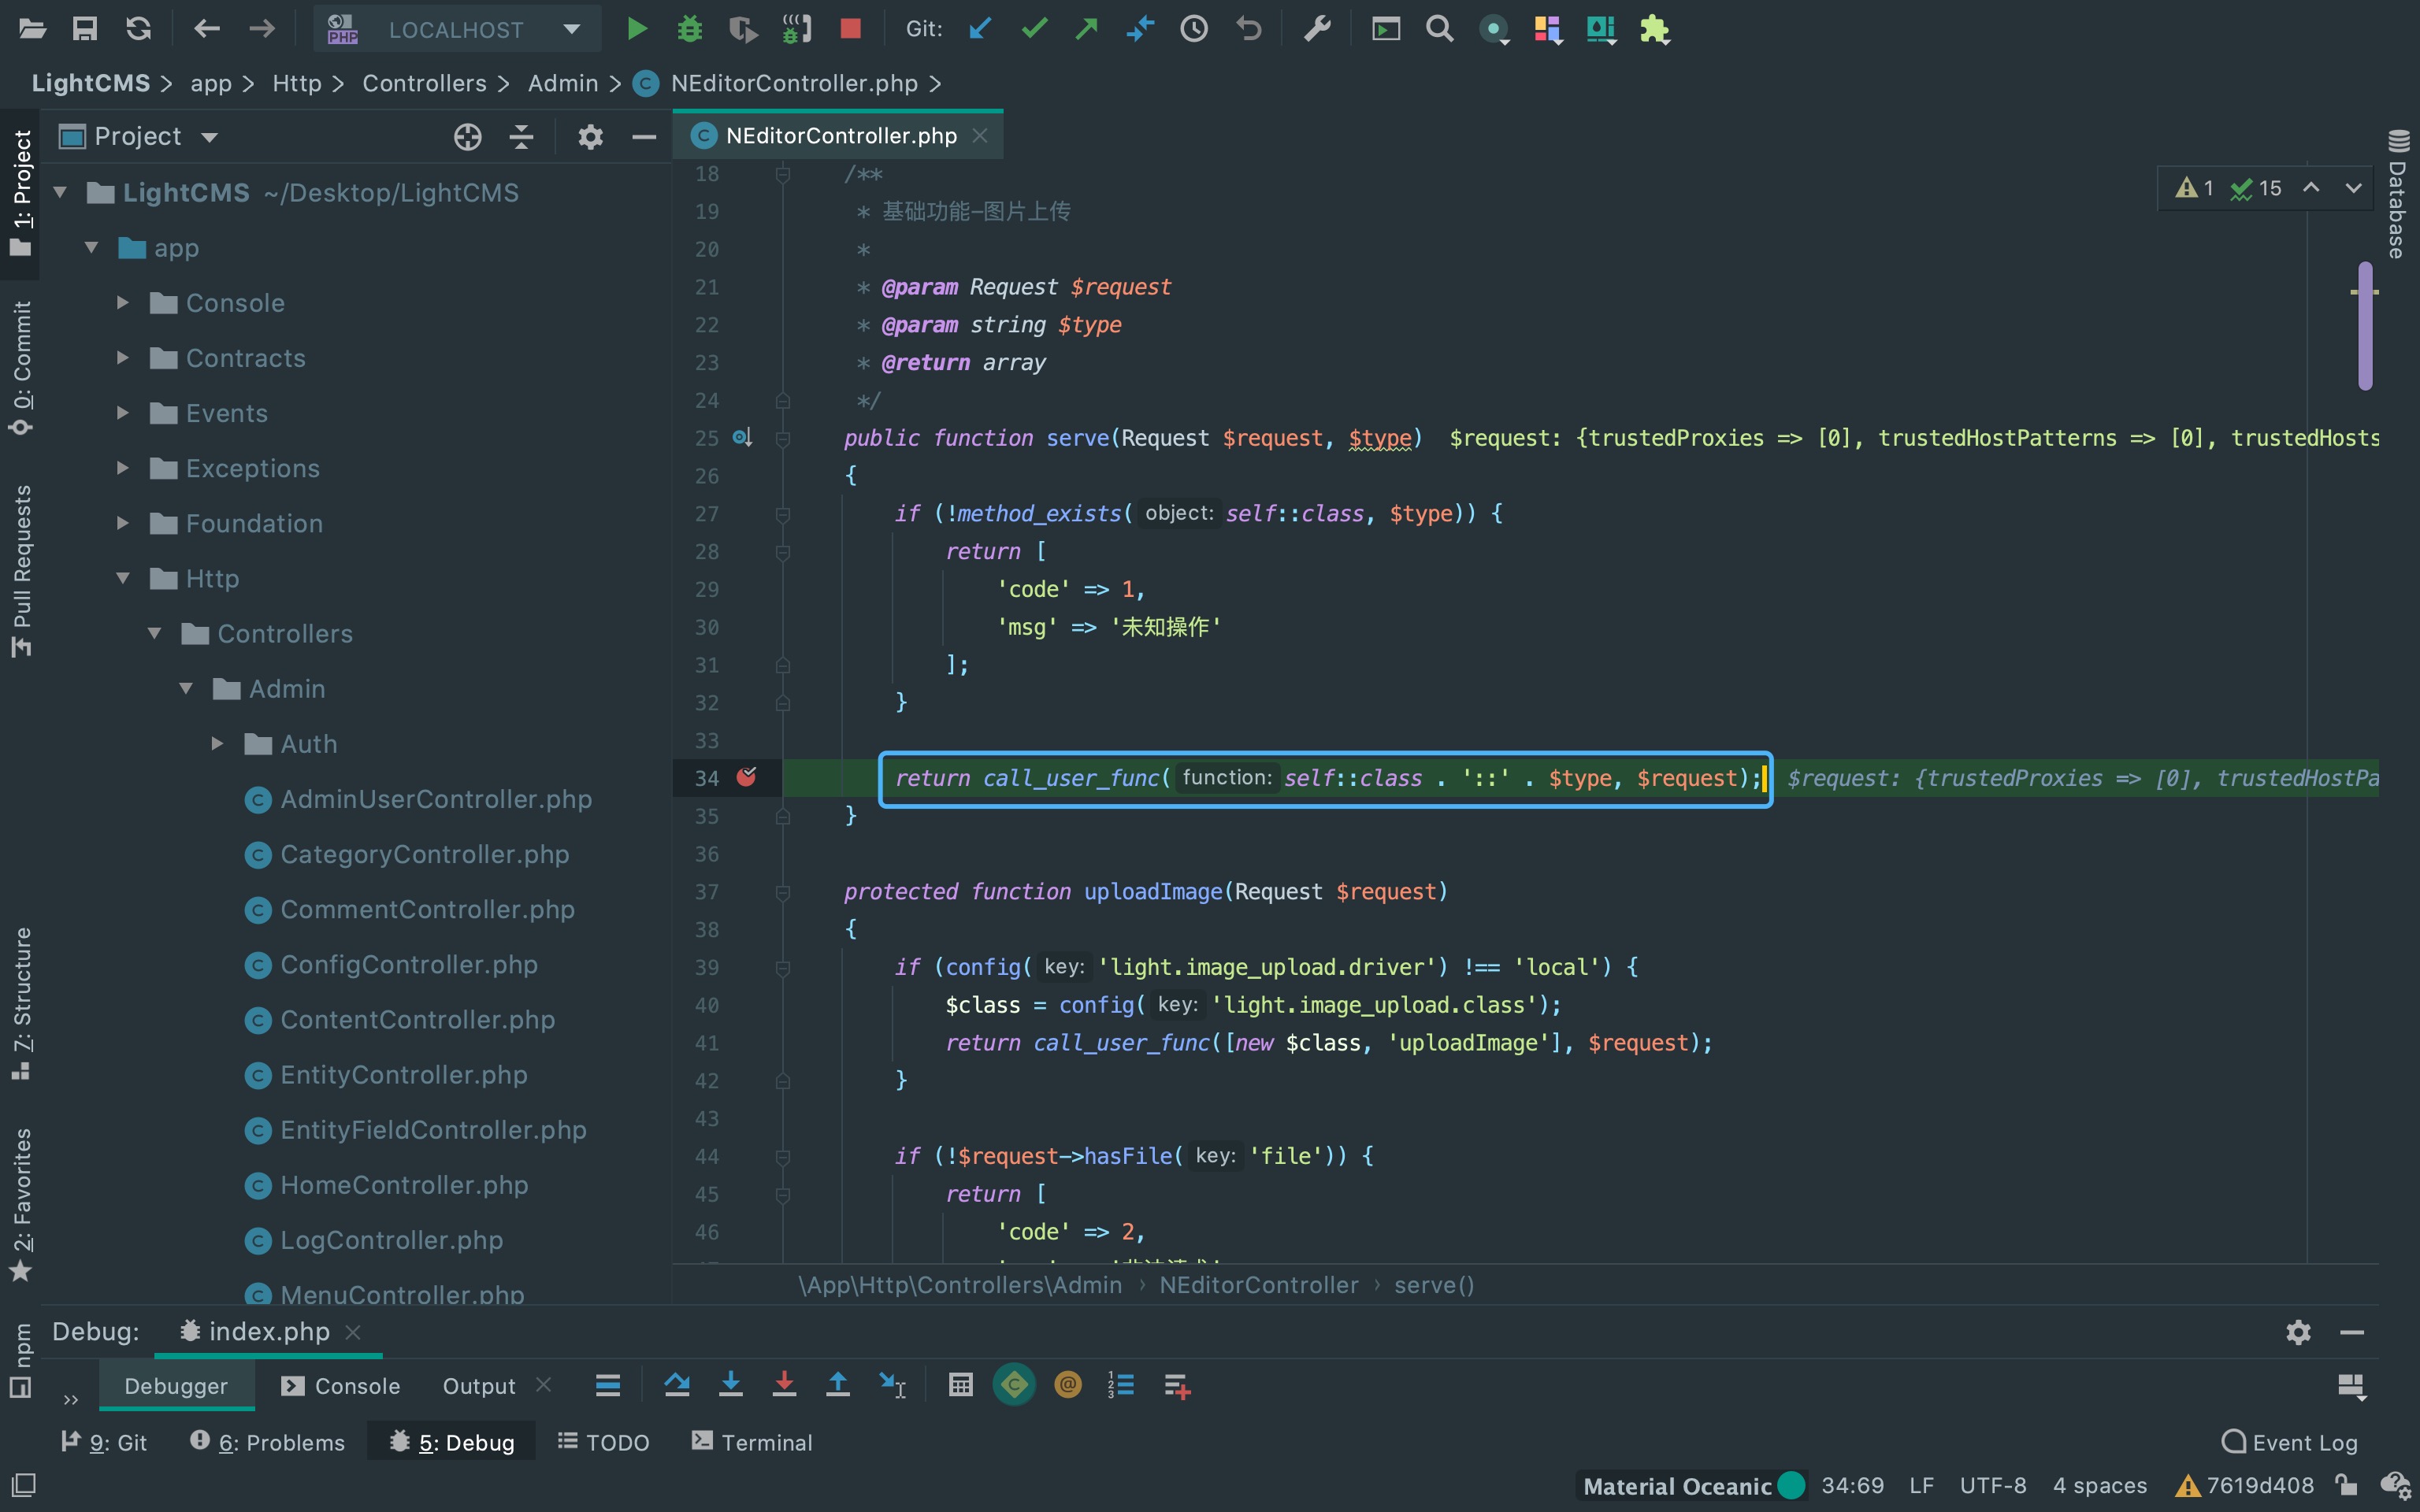 LOCALHOST Git:
LightCMS > app > Http > Controllers > Admin > NEditorController.php >
Project
NEditorController.php
1: Project
0: Commit
Pull Requests
7: Structure
2: Favorites
npm
Database
LightCMS ~/Desktop/LightCMS
app
Console
Contracts
Events
Exceptions
Foundation
Http
Controllers
Admin
Auth
AdminUserController.php
CategoryController.php
CommentController.php
ConfigController.php
ContentController.php
EntityController.php
EntityFieldController.php
HomeController.php
LogController.php
MenuController.php
1 15
18 /**
19 * 基础功能-图片上传
20 *
21 * @param Request $request
22 * @param string $type
23 * @return array
24 */
25 public function serve(Request $request, $type) $request: {trustedProxies => [0], trustedHostPatterns => [0], trustedHosts
26 {
27 if (!method_exists( object: self::class, $type)) {
28 return [
29 'code' => 1,
30 'msg' => '未知操作'
31 ];
32 }
33
34 return call_user_func( function: self::class . '::' . $type, $request); $request: {trustedProxies => [0], trustedHostPa
35 }
36
37 protected function uploadImage(Request $request)
38 {
39 if (config( key: 'light.image_upload.driver') !== 'local') {
40 $class = config( key: 'light.image_upload.class');
41 return call_user_func([new $class, 'uploadImage'], $request);
42 }
43
44 if (!$request->hasFile( key: 'file')) {
45 return [
46 'code' => 2,
\App\Http\Controllers\Admin › NEditorController › serve()
Debug: index.php
Debugger Console Output
9: Git 6: Problems 5: Debug TODO Terminal Event Log
Material Oceanic 34:69 LF UTF-8 4 spaces 7619d408